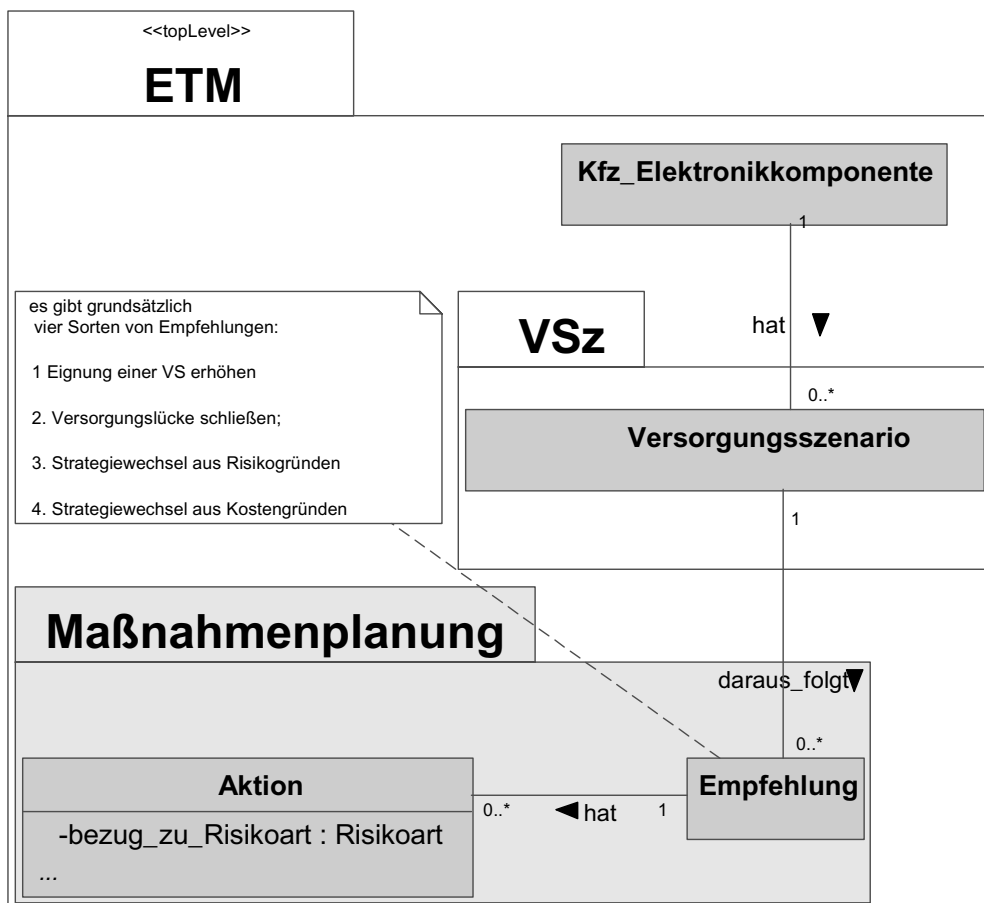 <<topLevel>>
ETM
Kfz_Elektronikkomponente
1
hat
0..*
es gibt grundsätzlich
vier Sorten von Empfehlungen:
1 Eignung einer VS erhöhen
2. Versorgungslücke schließen;
3. Strategiewechsel aus Risikogründen
4. Strategiewechsel aus Kostengründen
VSz
Versorgungsszenario
1
Maßnahmenplanung
daraus_folgt
0..*
Aktion
-bezug_zu_Risikoart : Risikoart
...
0..*
hat
1
Empfehlung